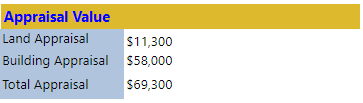 Appraisal Value
Land Appraisal $11,300
Building Appraisal $58,000
Total Appraisal $69,300